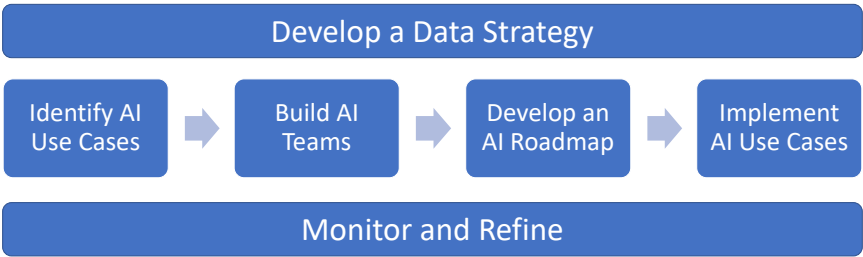 Develop a Data Strategy
Identify AI
Use Cases
Build AI
Teams
Develop an
AI Roadmap
Implement
AI Use Cases
Monitor and Refine